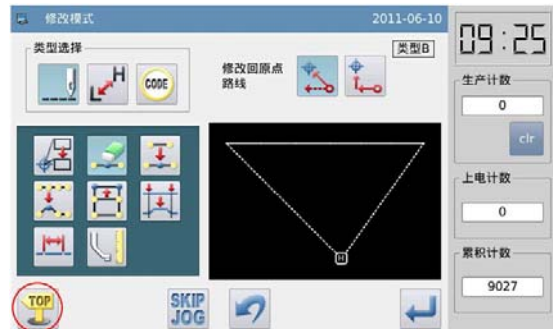 修改模式
2011-06-10
09:25
类型选择
H
CODE
修改回原点
路线
类型B
生产计数
0
clr
上电计数
0
累积计数
9027
H
TOP
SKIP
JOG